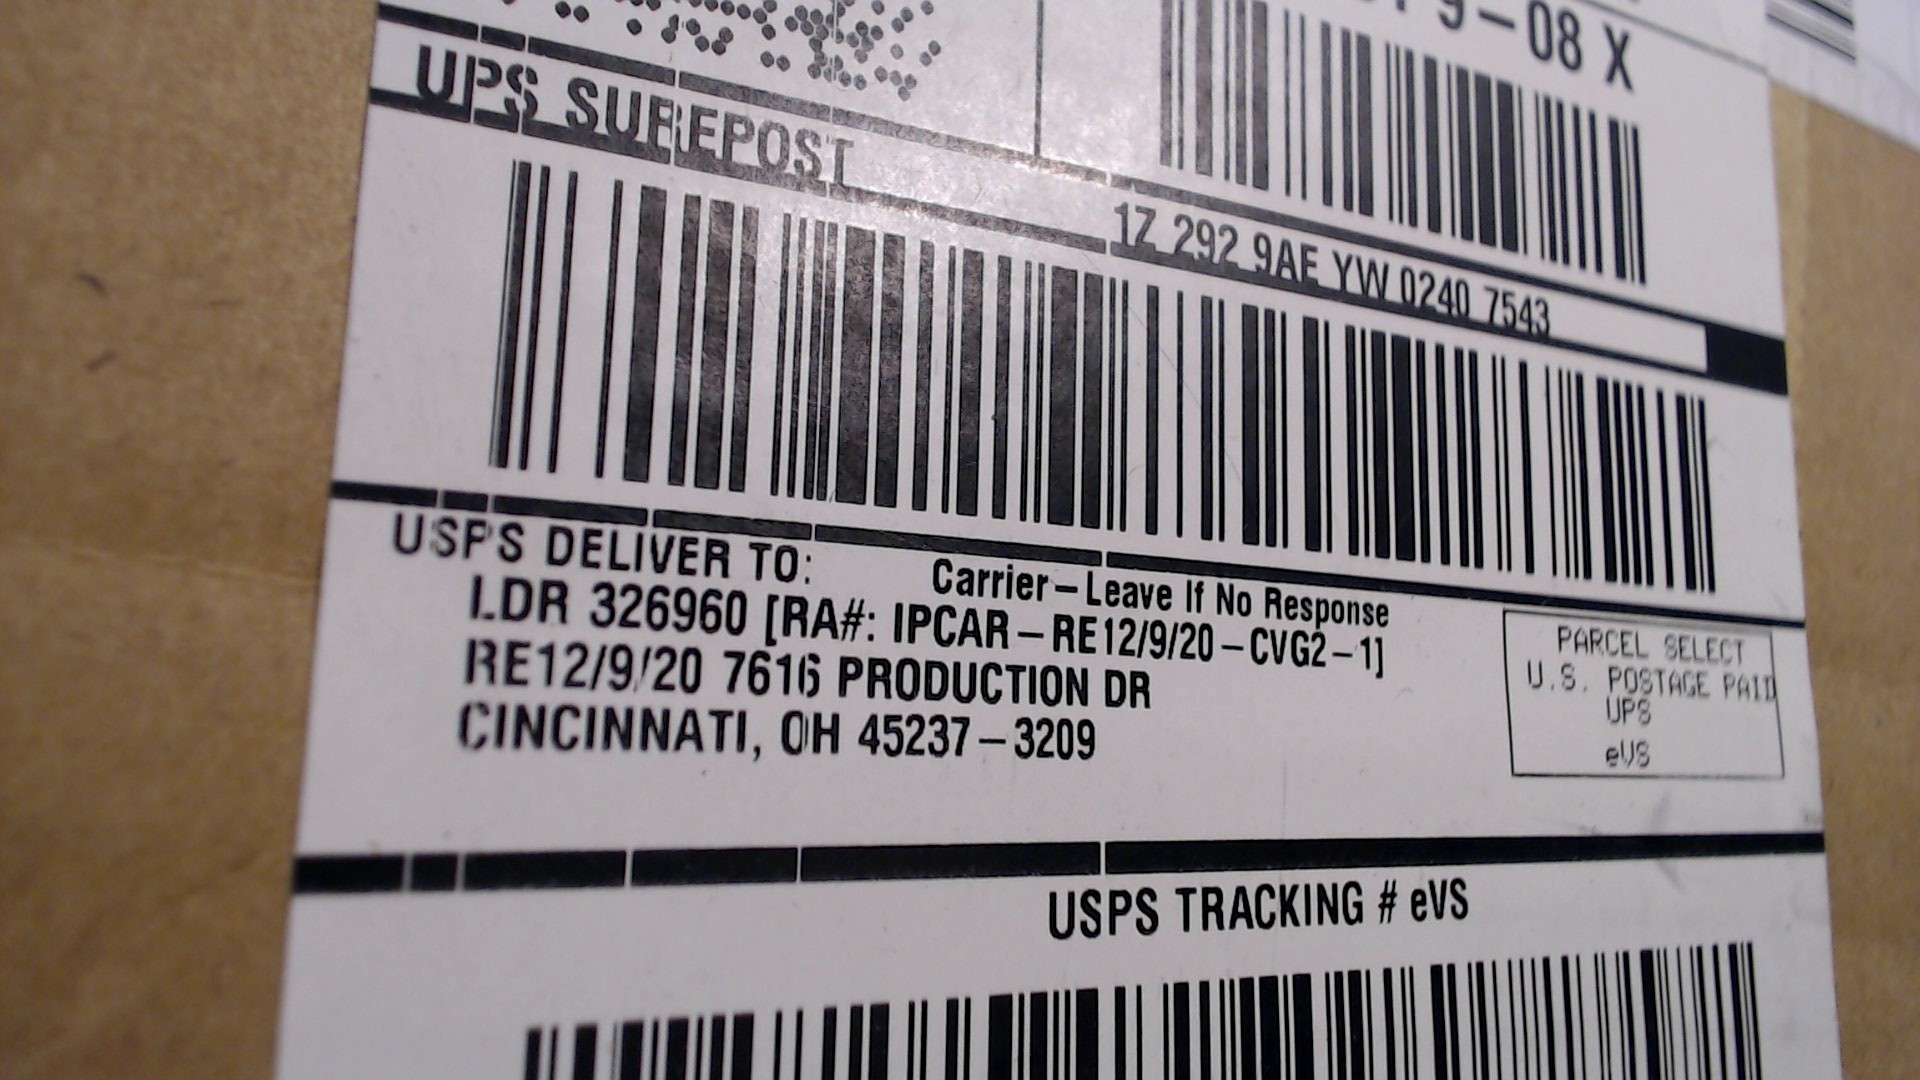 9-08 X
UPS SUREPOST
1Z 292 9AE YW 0240 7543
USPS DELIVER TO:
Carrier-Leave If No Response
LDR 326960 [RA#: IPCAR-RE12/9/20-CVG2-1]
RE12/9/20 7616 PRODUCTION DR
CINCINNATI, OH 45237-3209
PARCEL SELECT
U.S. POSTAGE PAID
UPS
eVS
USPS TRACKING # eVS